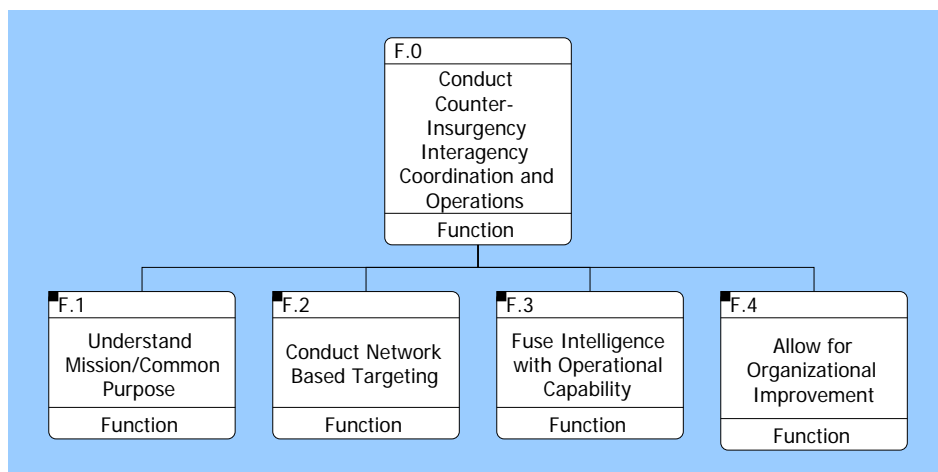 F.0
Conduct
Counter-
Insurgency
Interagency
Coordination and
Operations
Function
F.1
Understand
Mission/Common
Purpose
Function
F.2
Conduct Network
Based Targeting
Function
F.3
Fuse Intelligence
with Operational
Capability
Function
F.4
Allow for
Organizational
Improvement
Function